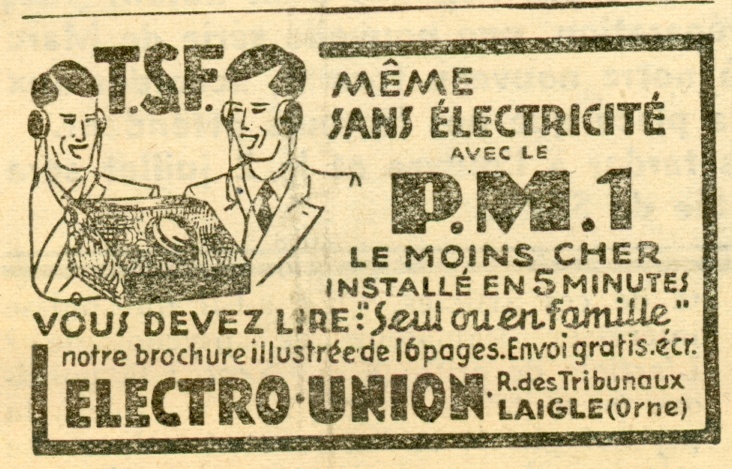 T.S.F.
MÊME
SANS ÉLECTRICITÉ
AVEC LE
P.M.1
LE MOINS CHER
INSTALLÉ EN 5 MINUTES
VOUS DEVEZ LIRE: "Seul ou en famille"
notre brochure illustrée de 16 pages. Envoi gratis. écr.
ELECTRO-UNION. R. des Tribunaux
LAIGLE (Orne)